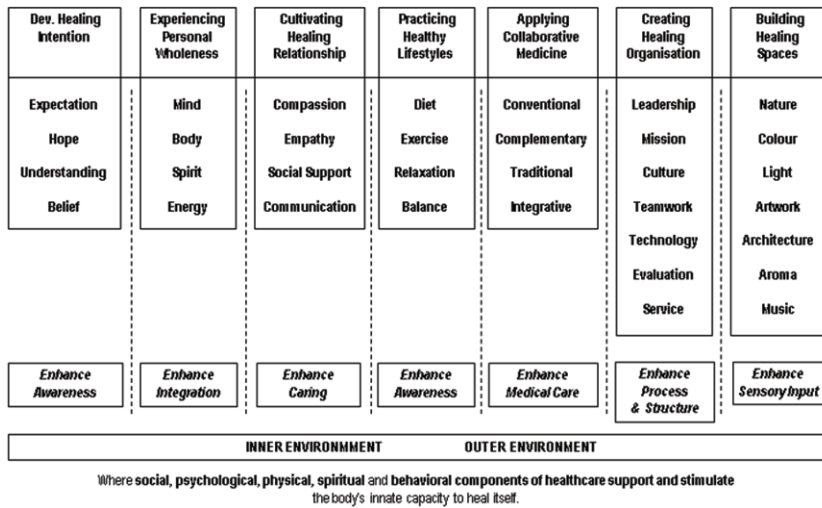 Dev. Healing
Intention
Expectation
Hope
Understanding
Belief
Enhance
Awareness
Experiencing
Personal
Wholeness
Mind
Body
Spirit
Energy
Enhance
Integration
Cultivating
Healing
Relationship
Compassion
Empathy
Social Support
Communication
Enhance
Caring
Practicing
Healthy
Lifestyles
Diet
Exercise
Relaxation
Balance
Enhance
Awareness
Applying
Collaborative
Medicine
Conventional
Complementary
Traditional
Integrative
Enhance
Medical Care
Creating
Healing
Organisation
Leadership
Mission
Culture
Teamwork
Technology
Evaluation
Service
Enhance
Process
& Structure
Building
Healing
Spaces
Nature
Colour
Light
Artwork
Architecture
Aroma
Music
Enhance
Sensory Input
INNER ENVIRONMMENT OUTER ENVIRONMENT
Where social, psychological, physical, spiritual and behavioral components of healthcare support and stimulate
the body's innate capacity to heal itself.